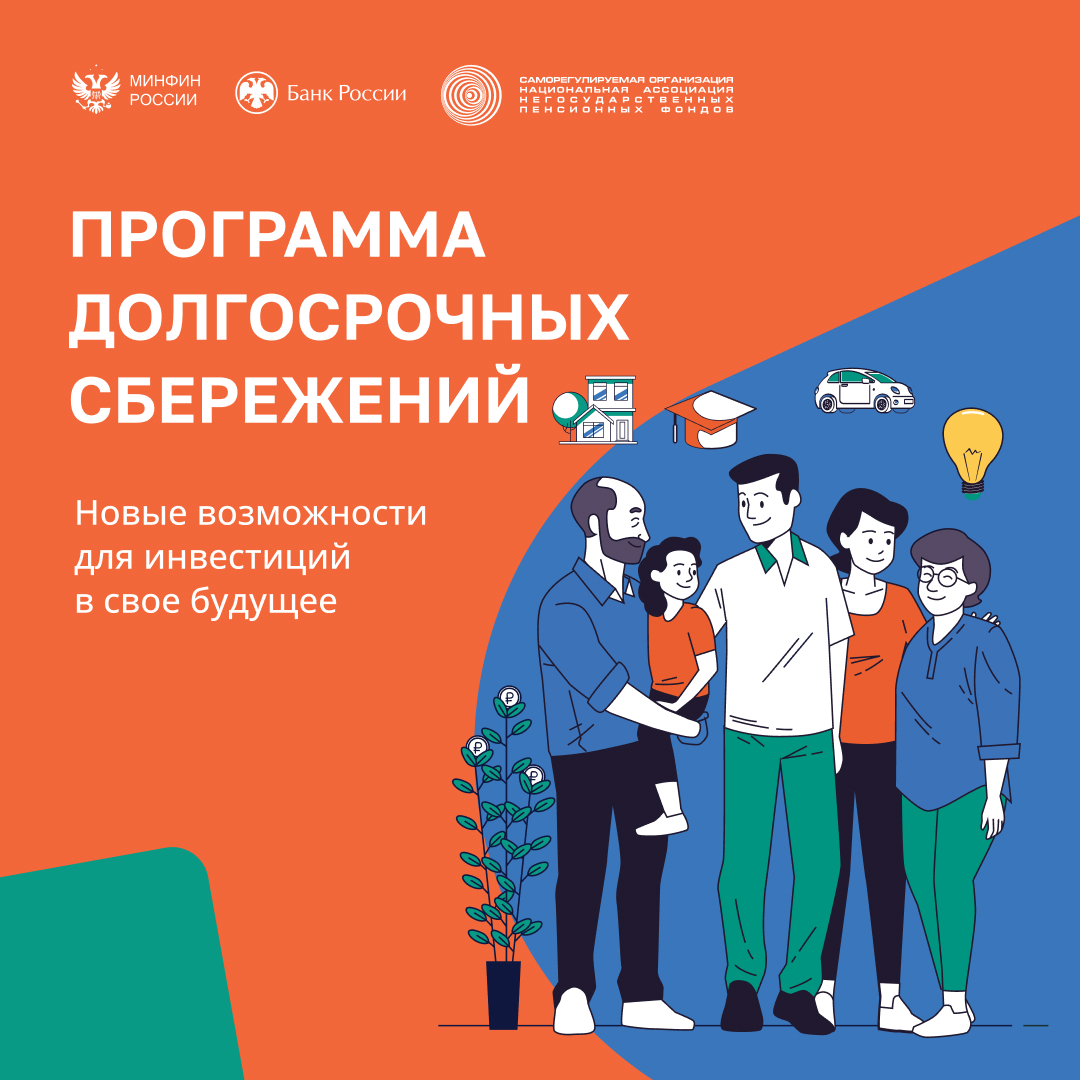 МИНФИН
РОССИИ
Банк России
САМОРЕГУЛИРУЕМАЯ ОРГАНИЗАЦИЯ
НАЦИОНАЛЬНАЯ АССОЦИАЦИЯ
НЕГОСУДАРСТВЕННЫХ
ПЕНСИОННЫХ ФОНДОВ
ПРОГРАММА
ДОЛГОСРОЧНЫХ
СБЕРЕЖЕНИЙ
Новые возможности
для инвестиций
в свое будущее
₽
₽
₽